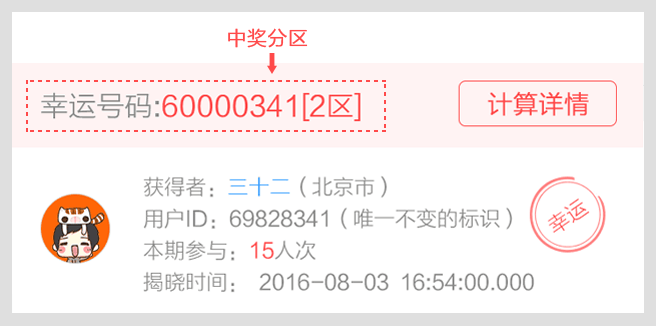 中奖分区
幸运号码:60000341[2区]
计算详情
获得者：三十二（北京市）
用户ID：69828341（唯一不变的标识）
本期参与：15人次
揭晓时间： 2016-08-03 16:54:00.000
幸运